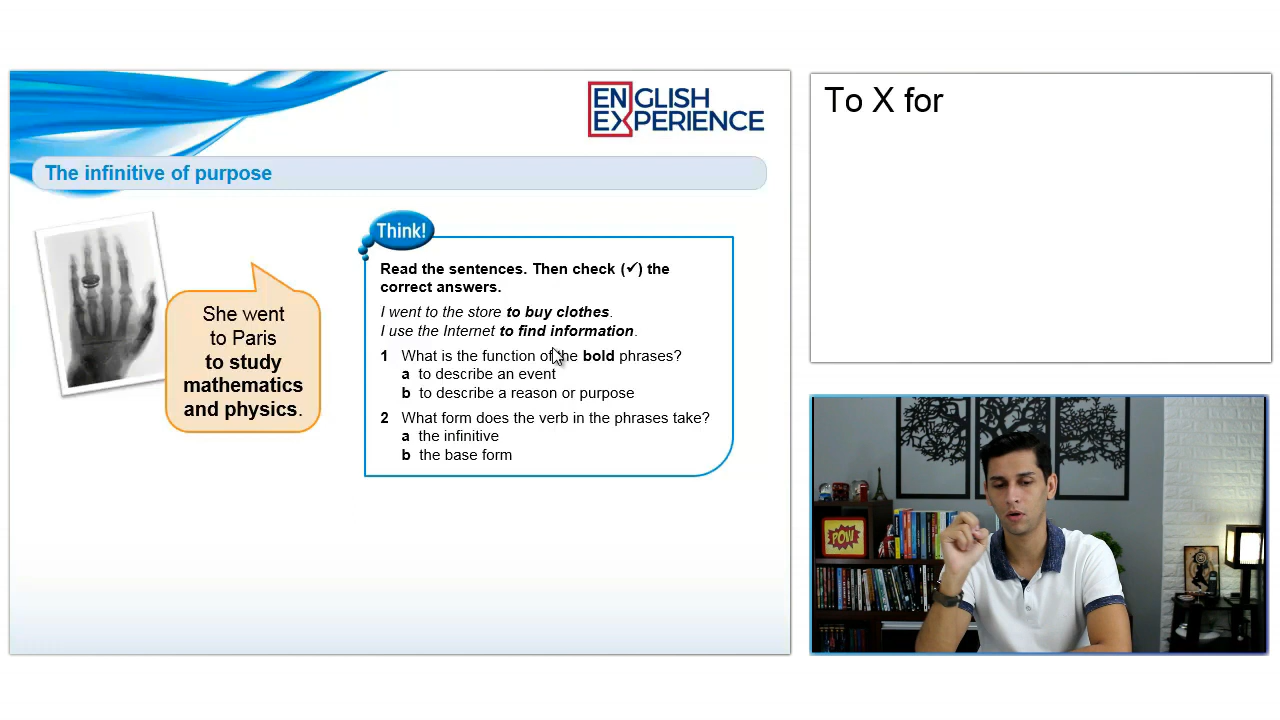 ENGLISH
EXPERIENCE
The infinitive of purpose
She went
to Paris
to study
mathematics
and physics.
Think!
Read the sentences. Then check (✓) the
correct answers.
I went to the store to buy clothes.
I use the Internet to find information.
1 What is the function of the bold phrases?
a to describe an event
b to describe a reason or purpose
2 What form does the verb in the phrases take?
a the infinitive
b the base form
To X for
POW